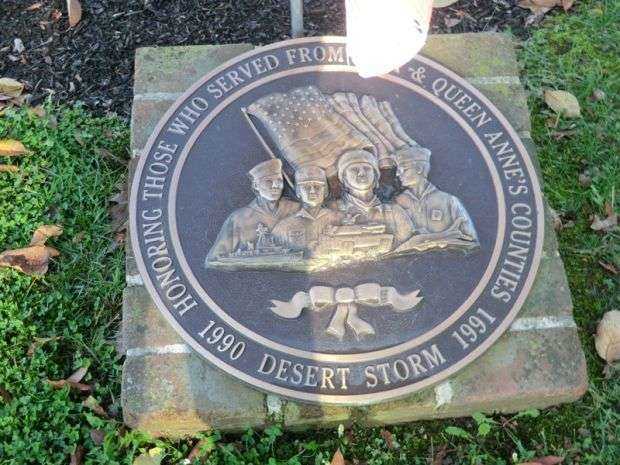 HONORING THOSE WHO SERVED FROM & QUEEN ANNE'S COUNTIES
1990 DESERT STORM 1991